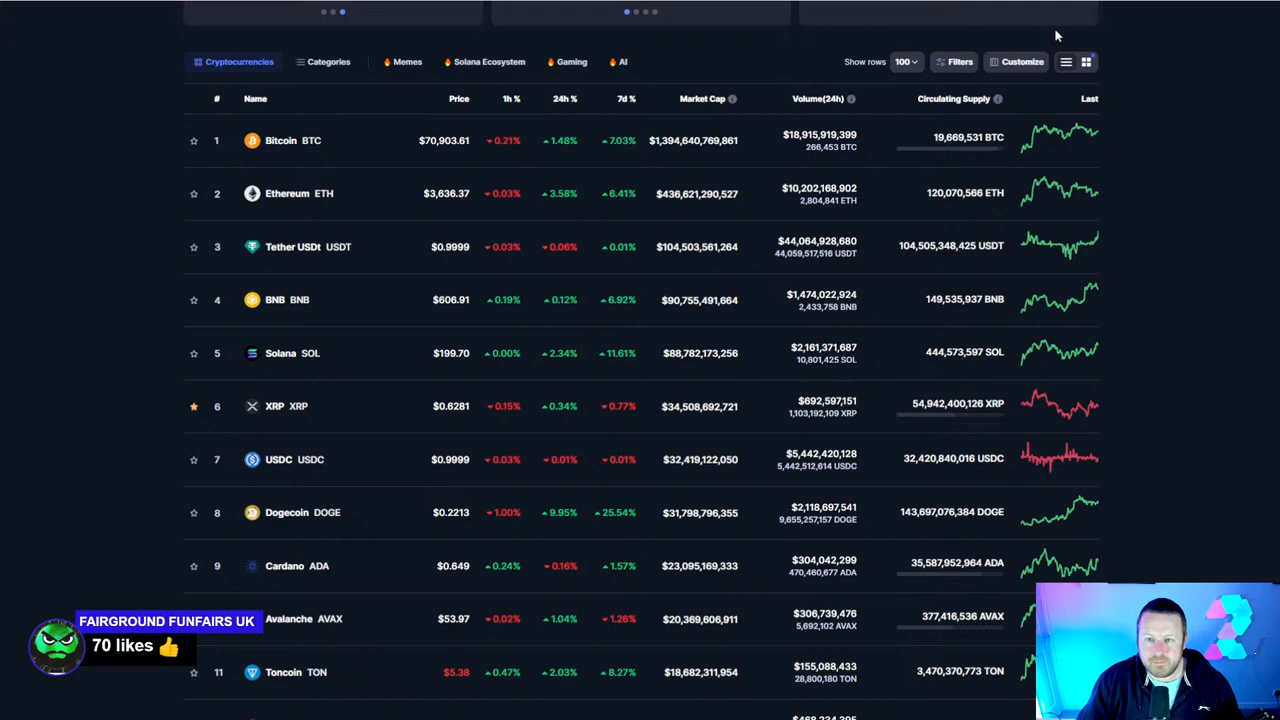 Cryptocurrencies Categories Memes Solana Ecosystem Gaming AI Show rows 100 Filters Customize
# Name Price 1h % 24h % 7d % Market Cap Volume(24h) Circulating Supply Last
1 Bitcoin BTC $70,903.61 0.21% 1.48% 7.03% $1,394,640,769,861 $18,915,919,399 19,669,531 BTC
266,453 BTC
2 Ethereum ETH $3,636.37 0.03% 3.58% 6.41% $436,621,290,527 $10,202,168,902 120,070,566 ETH
2,804,841 ETH
3 Tether USDt USDT $0.9999 0.03% 0.06% 0.01% $104,503,561,264 $44,064,928,680 104,505,348,425 USDT
44,059,517,516 USDT
4 BNB BNB $606.91 0.19% 0.12% 6.92% $90,755,491,664 $1,474,022,924 149,535,937 BNB
2,433,758 BNB
5 Solana SOL $199.70 0.00% 2.34% 11.61% $88,782,173,256 $2,161,371,687 444,573,597 SOL
10,801,425 SOL
6 XRP XRP $0.6281 0.15% 0.34% 0.77% $34,508,692,721 $692,597,151 54,942,400,126 XRP
1,103,192,109 XRP
7 USDC USDC $0.9999 0.03% 0.01% 0.01% $32,419,122,050 $5,442,420,128 32,420,840,016 USDC
5,442,512,614 USDC
8 Dogecoin DOGE $0.2213 1.00% 9.95% 25.54% $31,798,796,355 $2,118,697,541 143,697,076,384 DOGE
9,655,257,157 DOGE
9 Cardano ADA $0.649 0.24% 0.16% 1.57% $23,095,169,333 $304,042,299 35,587,952,964 ADA
470,460,677 ADA
Avalanche AVAX $53.97 0.02% 1.04% 1.26% $20,369,606,911 $306,739,476 377,416,536 AVAX
5,692,102 AVAX
FAIRGROUND FUNFAIRS UK
70 likes
11 Toncoin TON $5.38 0.47% 2.03% 8.27% $18,682,311,954 $155,088,433 3,470,370,773 TON
28,800,180 TON